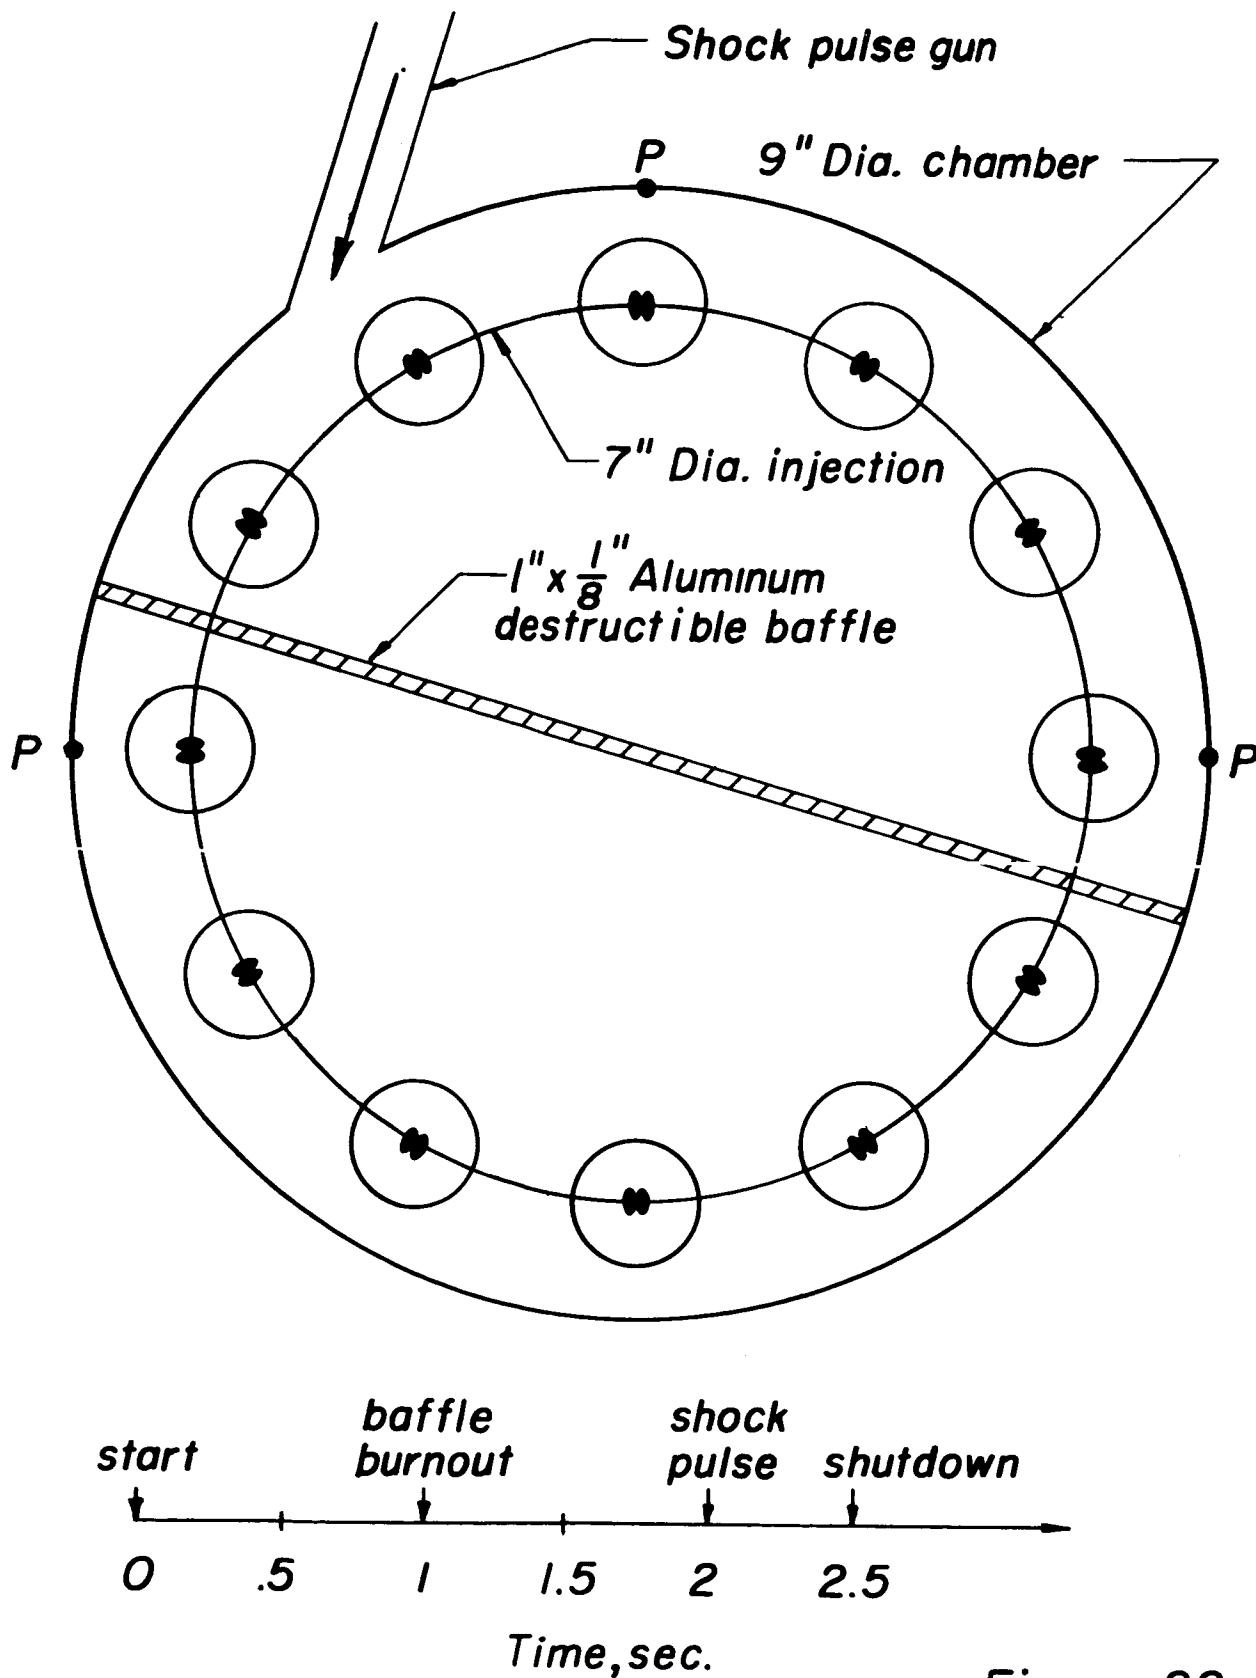 Shock pulse gun
P
9" Dia. chamber
7" Dia. injection
1" x 1/8" Aluminum
destructible baffle
P
P
start
baffle
burnout
shock
pulse
shutdown
0 .5 1 1.5 2 2.5
Time, sec.